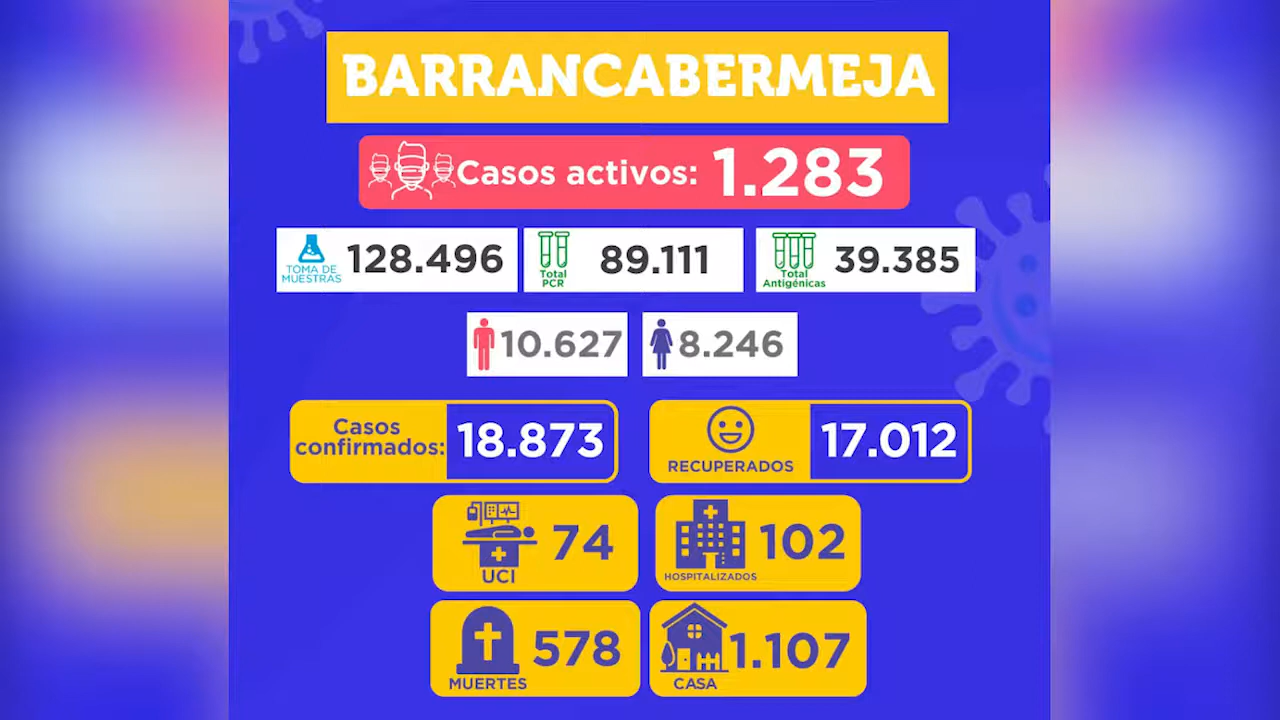 BARRANCABERMEJA
Casos activos: 1.283
TOMA DE
MUESTRAS
128.496
Total
PCR
89.111
Total
Antigénicas
39.385
10.627
8.246
Casos
confirmados:
18.873
RECUPERADOS
17.012
UCI
74
HOSPITALIZADOS
102
MUERTES
578
CASA
1.107